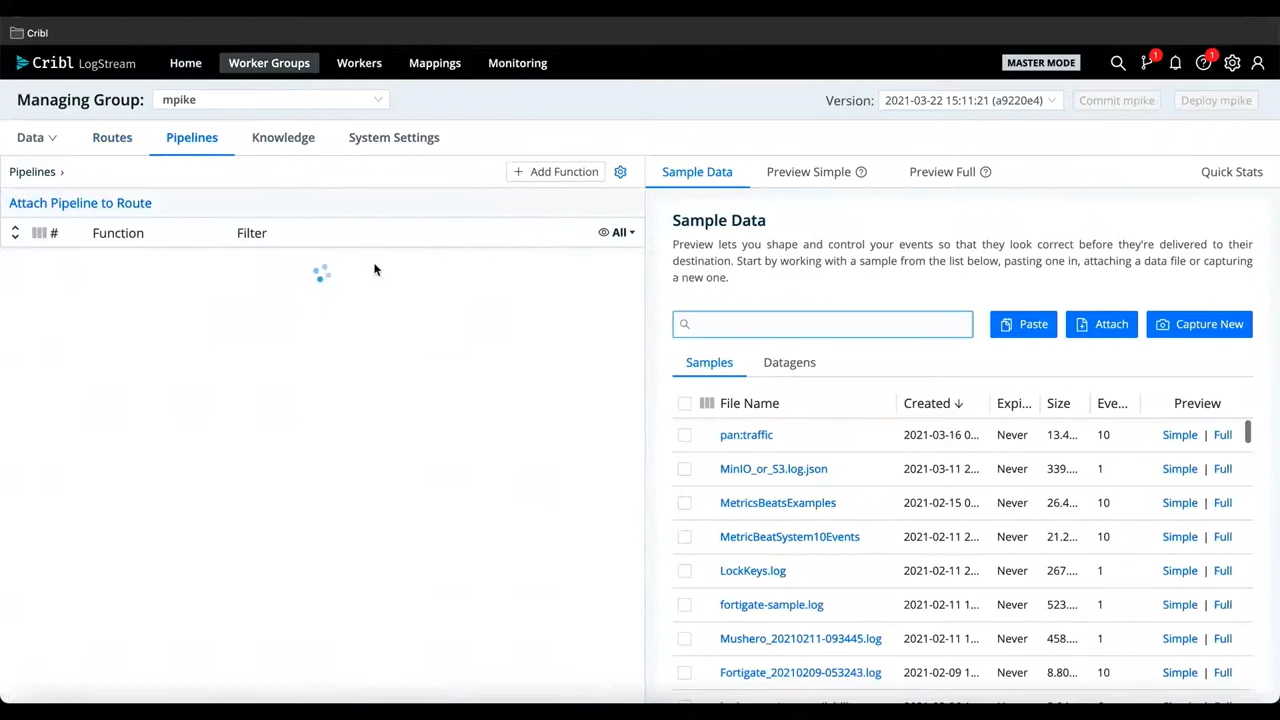 Cribl
Cribl LogStream Home Worker Groups Workers Mappings Monitoring MASTER MODE 1 1
Managing Group: mpike Version: 2021-03-22 15:11:21 (a9220e4) Commit mpike Deploy mpike
Data Routes Pipelines Knowledge System Settings
Pipelines › + Add Function
Attach Pipeline to Route
# Function Filter All
Sample Data Preview Simple Preview Full Quick Stats
Sample Data
Preview lets you shape and control your events so that they look correct before they're delivered to their
destination. Start by working with a sample from the list below, pasting one in, attaching a data file or capturing
a new one.
Paste Attach Capture New
Samples Datagens
File Name Created Expi... Size Eve... Preview
pan:traffic 2021-03-16 0... Never 13.4... 10 Simple | Full
MinIO_or_S3.log.json 2021-03-11 2... Never 339.... 1 Simple | Full
MetricsBeatsExamples 2021-02-15 0... Never 26.4... 10 Simple | Full
MetricBeatSystem10Events 2021-02-11 2... Never 21.2... 10 Simple | Full
LockKeys.log 2021-02-11 2... Never 267.... 1 Simple | Full
fortigate-sample.log 2021-02-11 1... Never 523.... 1 Simple | Full
Mushero_20210211-093445.log 2021-02-11 1... Never 458.... 1 Simple | Full
Fortigate_20210209-053243.log 2021-02-09 1... Never 8.80... 10 Simple | Full